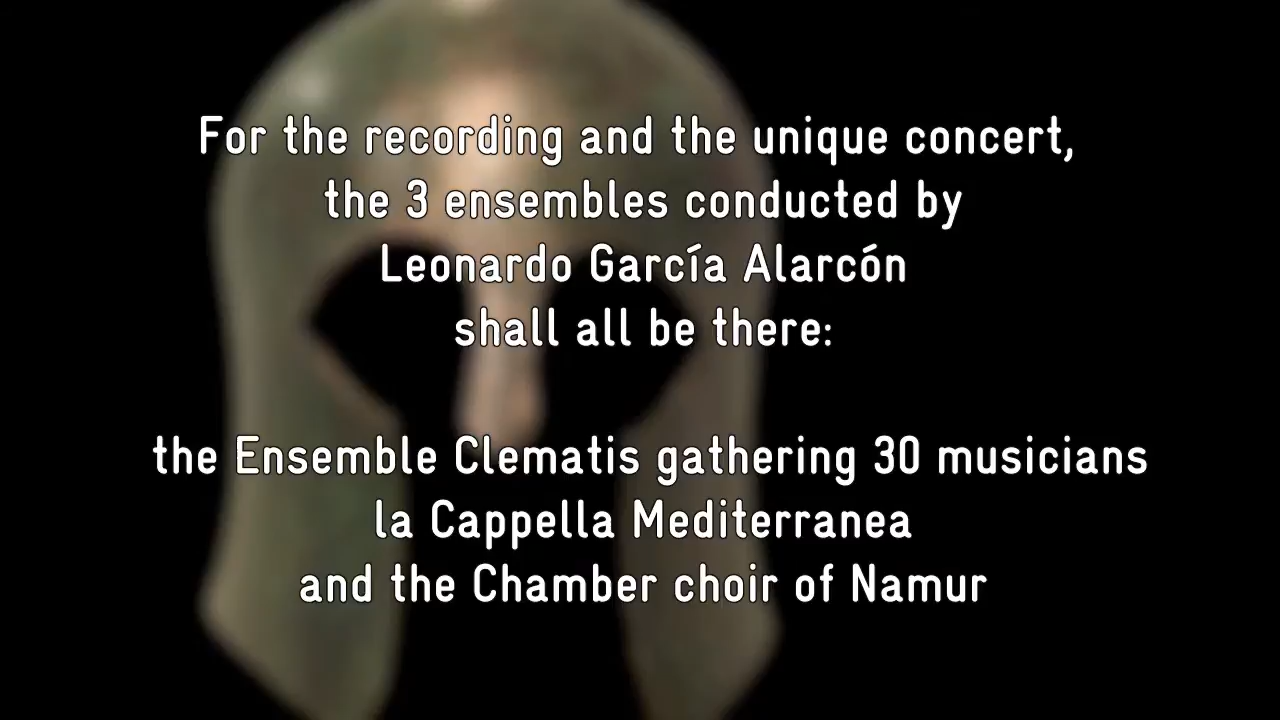 For the recording and the unique concert,
the 3 ensembles conducted by
Leonardo García Alarcón
shall all be there:
the Ensemble Clematis gathering 30 musicians
la Cappella Mediterranea
and the Chamber choir of Namur